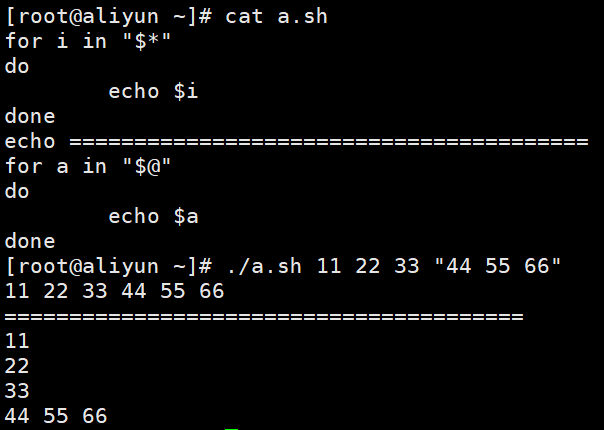 [root@aliyun ~]# cat a.sh
for i in "$*"
do
        echo $i
done
echo ========================================
for a in "$@"
do
        echo $a
done
[root@aliyun ~]# ./a.sh 11 22 33 "44 55 66"
11 22 33 44 55 66
========================================
11
22
33
44 55 66